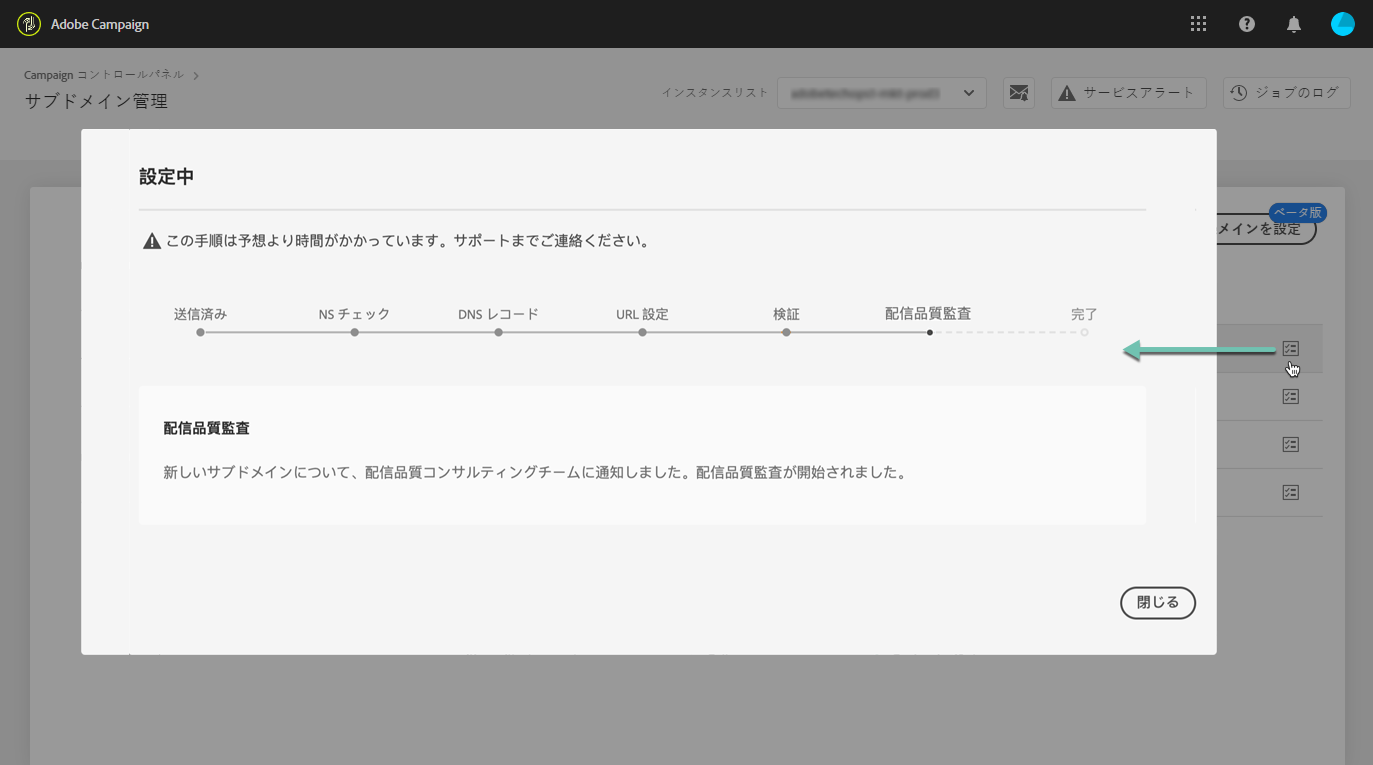 Adobe Campaign
Campaign コントロールパネル
サブドメイン管理
インスタンスリスト
サービスアラート
ジョブのログ
ベータ版
メインを設定
設定中
この手順は予想より時間がかかっています。サポートまでご連絡ください。
送信済み NS チェック DNS レコード URL 設定 検証 配信品質監査 完了
配信品質監査
新しいサブドメインについて、配信品質コンサルティングチームに通知しました。配信品質監査が開始されました。
閉じる